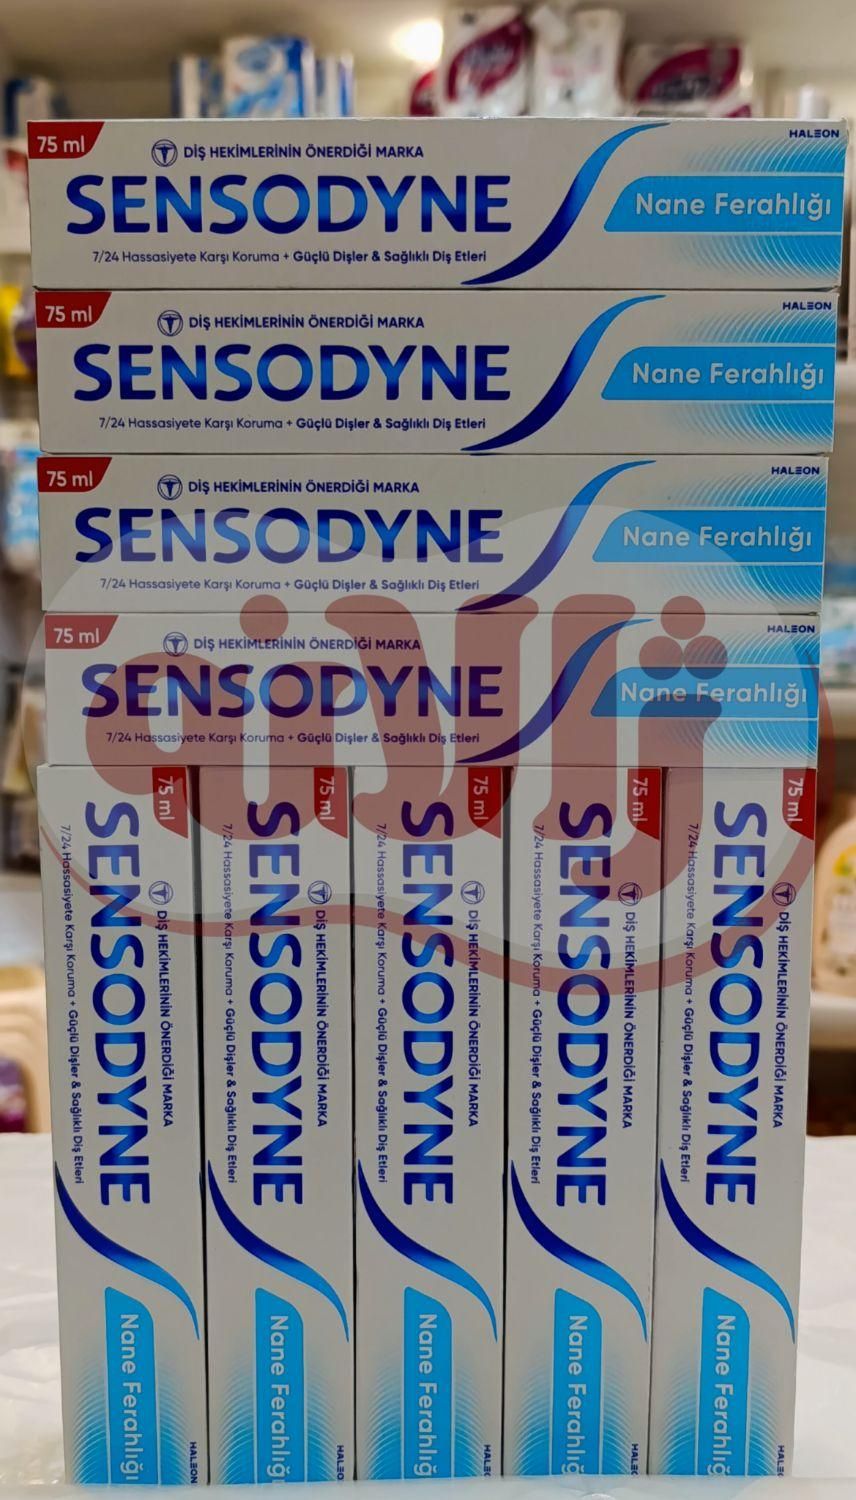 75 ml
DİŞ HEKİMLERİNİN ÖNERDİĞİ MARKA
HALEON
SENSODYNE
Nane Ferahlığı
7/24 Hassasiyete Karşı Koruma + Güçlü Dişler & Sağlıklı Diş Etleri
75 ml
DİŞ HEKİMLERİNİN ÖNERDİĞİ MARKA
HALEON
SENSODYNE
Nane Ferahlığı
7/24 Hassasiyete Karşı Koruma + Güçlü Dişler & Sağlıklı Diş Etleri
75 ml
DİŞ HEKİMLERİNİN ÖNERDİĞİ MARKA
HALEON
SENSODYNE
Nane Ferahlığı
7/24 Hassasiyete Karşı Koruma + Güçlü Dişler & Sağlıklı Diş Etleri
75 ml
DİŞ HEKİMLERİNİN ÖNERDİĞİ MARKA
HALEON
SENSODYNE
Nane Ferahlığı
7/24 Hassasiyete Karşı Koruma + Güçlü Dişler & Sağlıklı Diş Etleri
ژالانه
75 ml
DİŞ HEKİMLERİNİN ÖNERDİĞİ MARKA
SENSODYNE
7/24 Hassasiyete Karşı Koruma + Güçlü Dişler & Sağlıklı Diş Etleri
Nane Ferahlığı
HALEON
75 ml
DİŞ HEKİMLERİNİN ÖNERDİĞİ MARKA
SENSODYNE
7/24 Hassasiyete Karşı Koruma + Güçlü Dişler & Sağlıklı Diş Etleri
Nane Ferahlığı
HALEO
75 ml
DİŞ HEKİMLERİNİN ÖNERDİĞİ MARKA
SENSODYNE
7/24 Hassasiyete Karşı Koruma + Güçlü Dişler & Sağlıklı Diş Etleri
Nane Ferahlığ
HALE
75 ml
DİŞ HEKİMLERİNİN ÖNERDİĞİ MARKA
SENSODYNE
7/24 Hassasiyete Karşı Koruma + Güçlü Dişler & Sağlıklı Diş Etleri
Nane Ferahlığ
HALE
75 ml
DİŞ HEKİMLERİNİN ÖNERDİĞİ MARKA
SENSODYNE
7/24 Hassasiyete Karşı Koruma + Güçlü Dişler & Sağlıklı Diş Etleri
Nane Ferahlığ
HALE